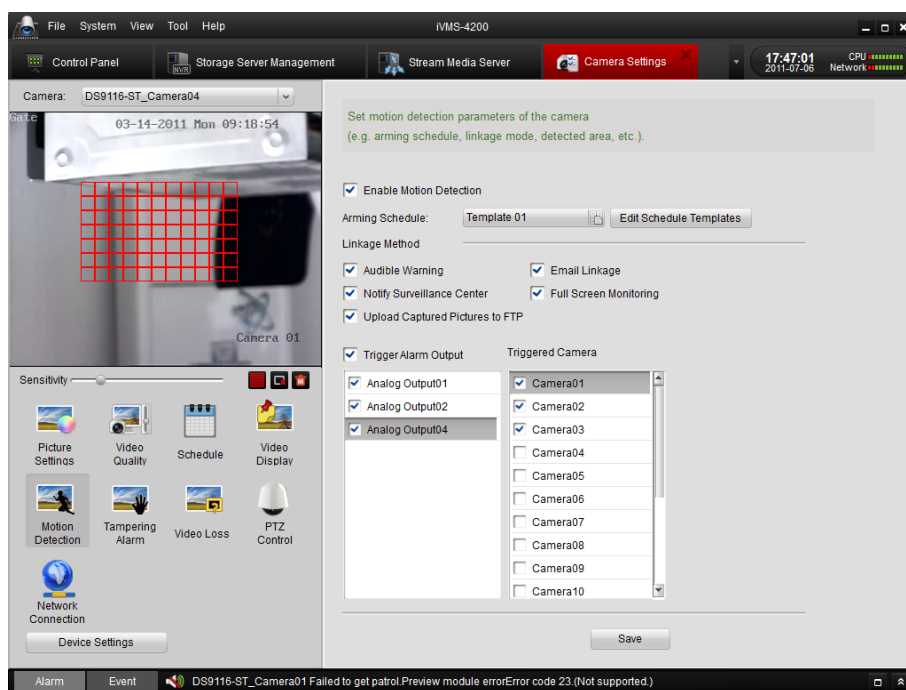 File System View Tool Help iVMS-4200
Control Panel NVR Storage Server Management Stream Media Server Camera Settings 17:47:01 CPU
2011-07-06 Network
Camera: DS9116-ST_Camera04
Gate 03-14-2011 Mon 09:18:54
Camera 01
Sensitivity
Picture Settings
Video Quality
Schedule
Video Display
Motion Detection
Tampering Alarm
Video Loss
PTZ Control
Network Connection
Device Settings
Set motion detection parameters of the camera
(e.g. arming schedule, linkage mode, detected area, etc.).
Enable Motion Detection
Arming Schedule: Template 01 Edit Schedule Templates
Linkage Method
Audible Warning Email Linkage
Notify Surveillance Center Full Screen Monitoring
Upload Captured Pictures to FTP
Trigger Alarm Output Triggered Camera
Analog Output01 Camera01
Analog Output02 Camera02
Analog Output04 Camera03
Camera04
Camera05
Camera06
Camera07
Camera08
Camera09
Camera10
Save
Alarm Event DS9116-ST_Camera01 Failed to get patrol.Preview module errorError code 23.(Not supported.)